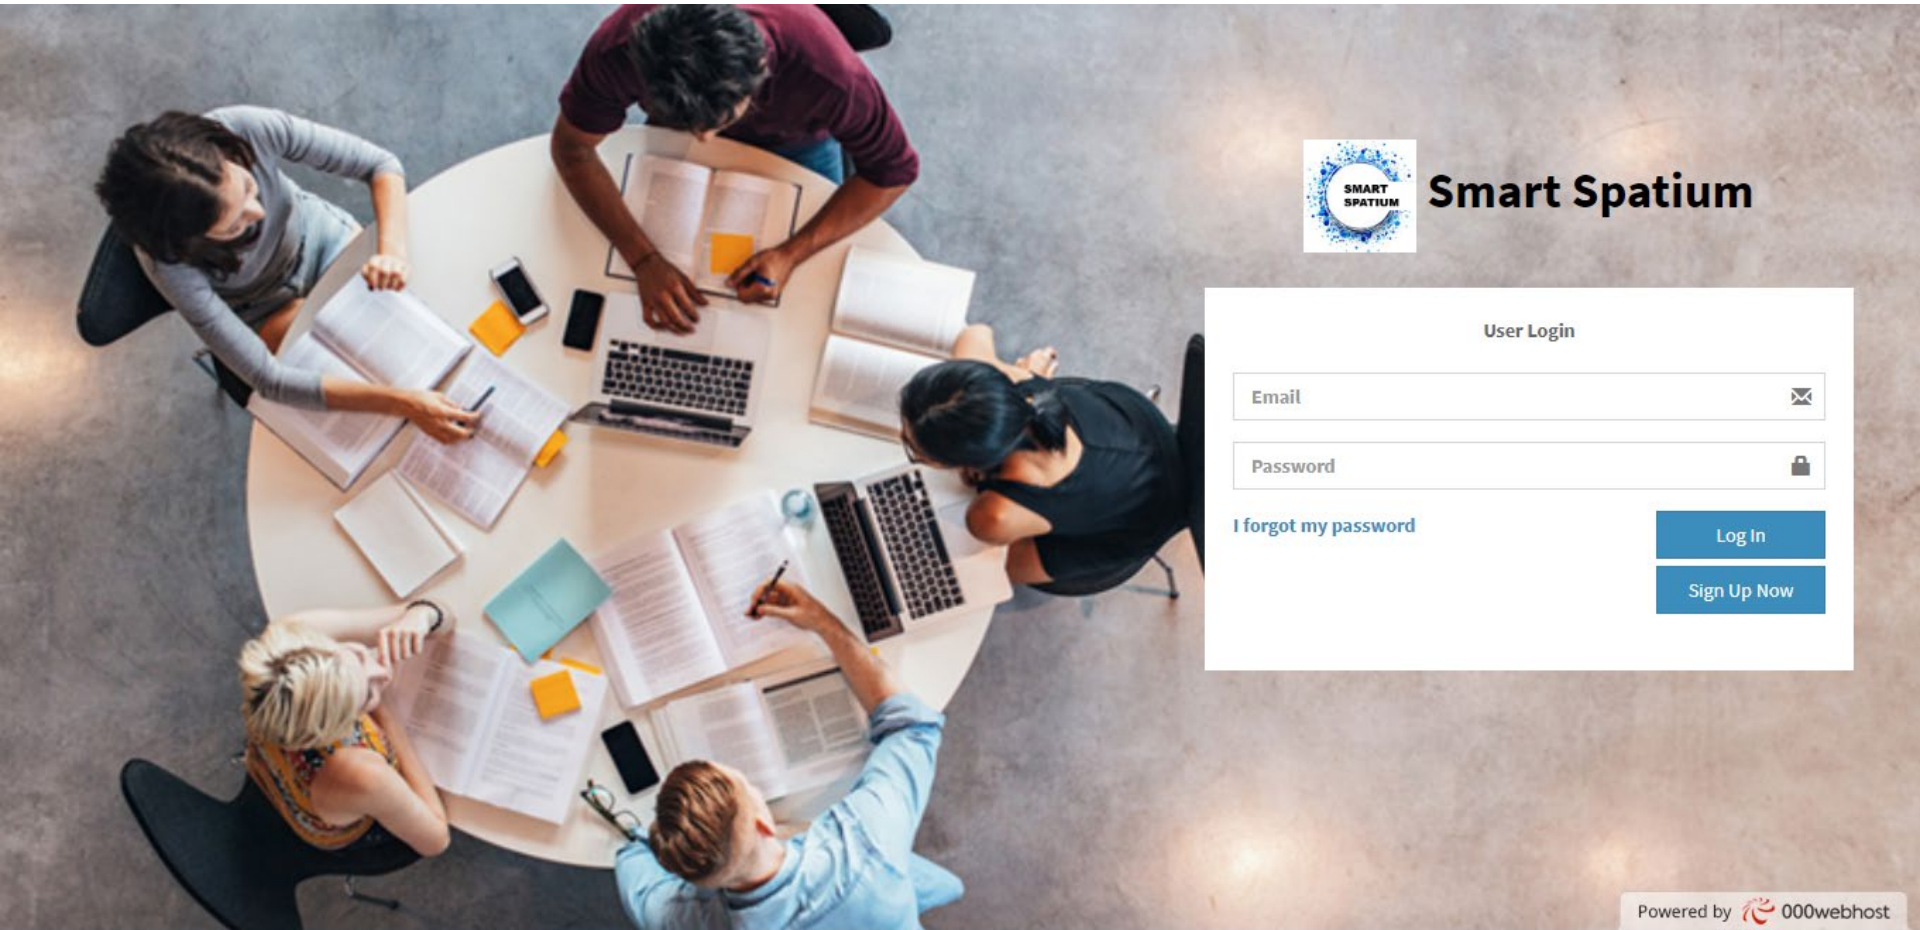 SMART
SPATIUM
Smart Spatium
User Login
Email
Password
I forgot my password
Log In
Sign Up Now
Powered by 000webhost